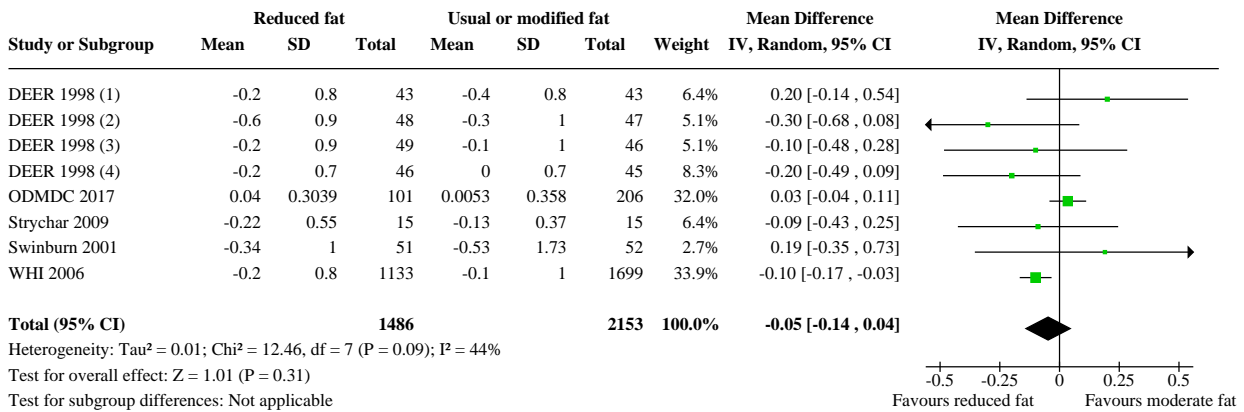 Reduced fat Usual or modified fat Mean Difference Mean Difference
Study or Subgroup Mean SD Total Mean SD Total Weight IV, Random, 95% CI IV, Random, 95% CI
DEER 1998 (1) -0.2 0.8 43 -0.4 0.8 43 6.4% 0.20 [-0.14 , 0.54]
DEER 1998 (2) -0.6 0.9 48 -0.3 1 47 5.1% -0.30 [-0.68 , 0.08]
DEER 1998 (3) -0.2 0.9 49 -0.1 1 46 5.1% -0.10 [-0.48 , 0.28]
DEER 1998 (4) -0.2 0.7 46 0 0.7 45 8.3% -0.20 [-0.49 , 0.09]
ODMDC 2017 0.04 0.3039 101 0.0053 0.358 206 32.0% 0.03 [-0.04 , 0.11]
Strychar 2009 -0.22 0.55 15 -0.13 0.37 15 6.4% -0.09 [-0.43 , 0.25]
Swinburn 2001 -0.34 1 51 -0.53 1.73 52 2.7% 0.19 [-0.35 , 0.73]
WHI 2006 -0.2 0.8 1133 -0.1 1 1699 33.9% -0.10 [-0.17 , -0.03]
Total (95% CI) 1486 2153 100.0% -0.05 [-0.14 , 0.04]
Heterogeneity: Tau² = 0.01; Chi² = 12.46, df = 7 (P = 0.09); I² = 44%
Test for overall effect: Z = 1.01 (P = 0.31)
Test for subgroup differences: Not applicable
-0.5 -0.25 0 0.25 0.5
Favours reduced fat Favours moderate fat